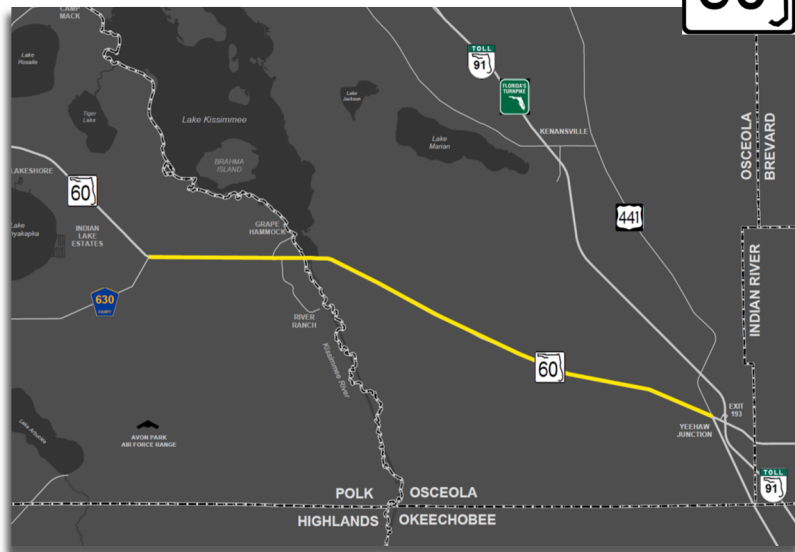 CAMP
MACK
60
Lake
Rosalie
TOLL
91
FLORIDA'S
TURNPIKE
Lake
Jackson
Tiger
Lake
Lake Kissimmee
KENANSVILLE
Lake
Marian
OSCEOLA
BREVARD
BRAHMA
ISLAND
LAKESHORE
60
441
GRAPE
HAMMOCK
INDIAN
LAKE
ESTATES
Lake
yakapka
INDIAN RIVER
630
COUNTY
RIVER
RANCH
Kissimmee River
60
EXIT
193
YEEHAW
JUNCTION
Lake Arbuckle
AVON PARK
AIR FORCE RANGE
TOLL
91
POLK
OSCEOLA
HIGHLANDS
OKEECHOBEE